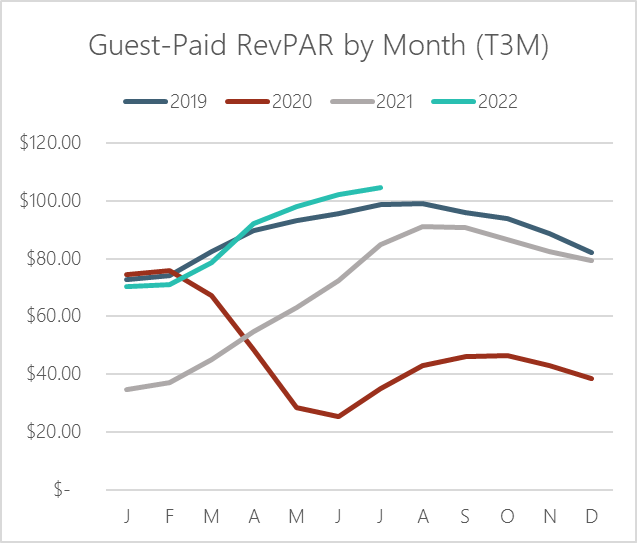 Guest-Paid RevPAR by Month (T3M)
2019 2020 2021 2022
$120.00
$100.00
$80.00
$60.00
$40.00
$20.00
$-
J F M A M J J A S O N D